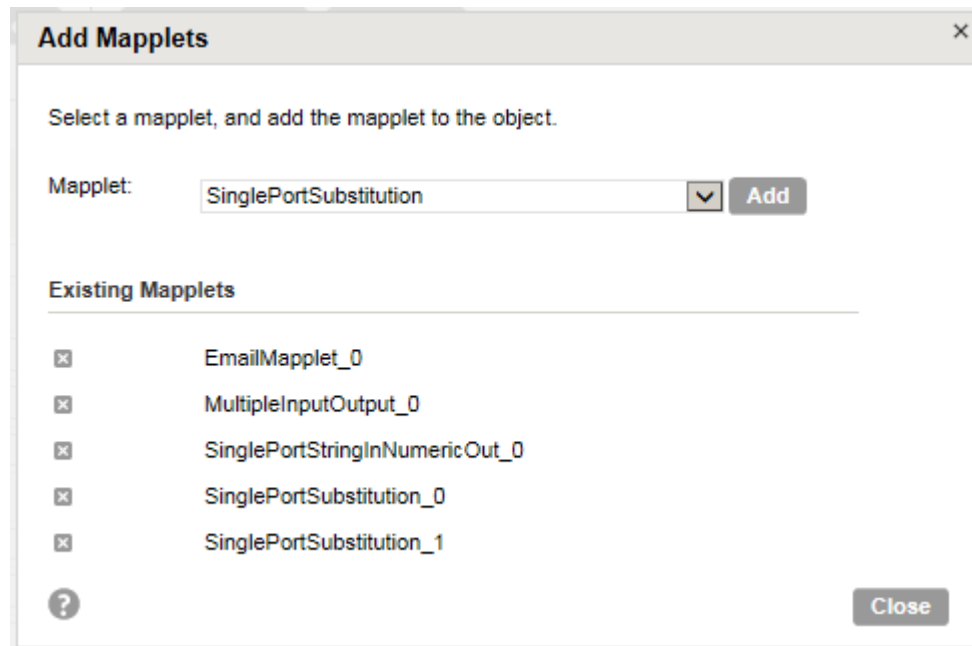 Add Mapplets
Select a mapplet, and add the mapplet to the object.
Mapplet: SinglePortSubstitution Add
Existing Mapplets
EmailMapplet_0
MultipleInputOutput_0
SinglePortStringInNumericOut_0
SinglePortSubstitution_0
SinglePortSubstitution_1
? Close